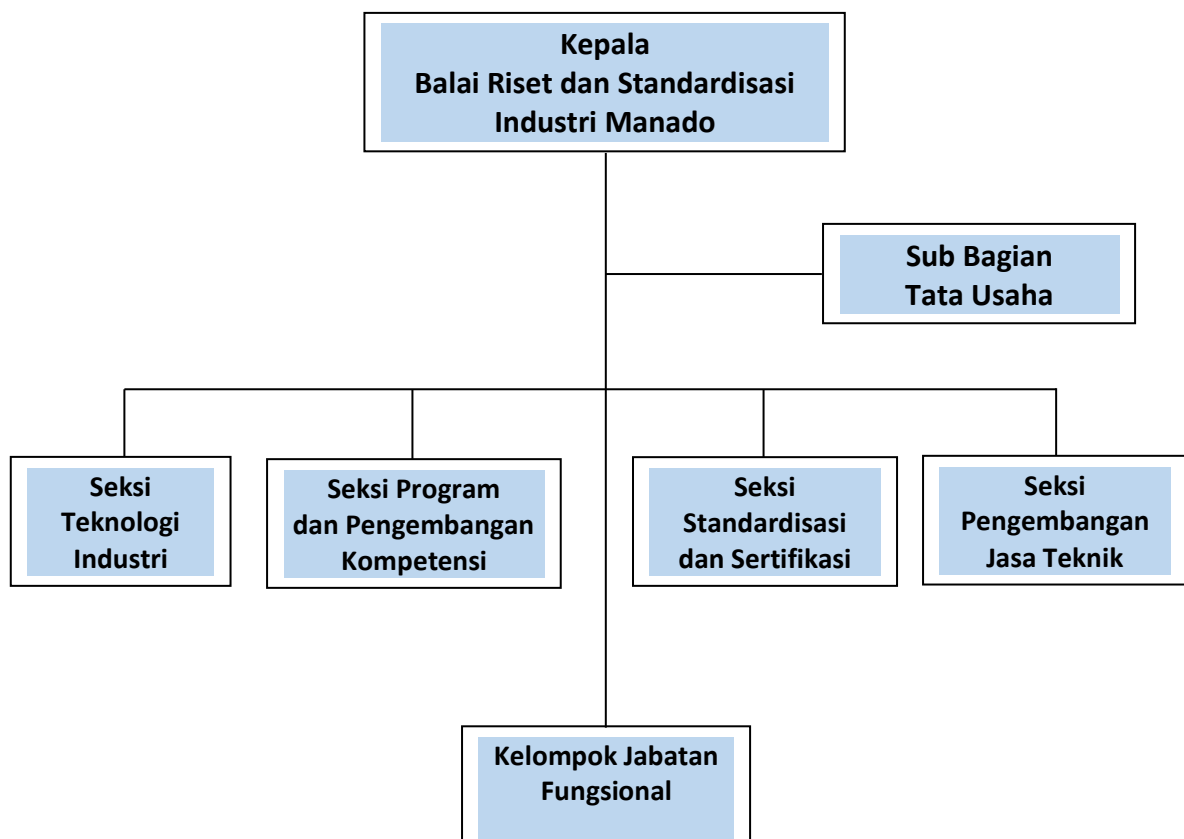 Kepala
Balai Riset dan Standardisasi
Industri Manado
Sub Bagian
Tata Usaha
Seksi
Teknologi
Industri
Seksi Program
dan Pengembangan
Kompetensi
Seksi
Standardisasi
dan Sertifikasi
Seksi
Pengembangan
Jasa Teknik
Kelompok Jabatan
Fungsional